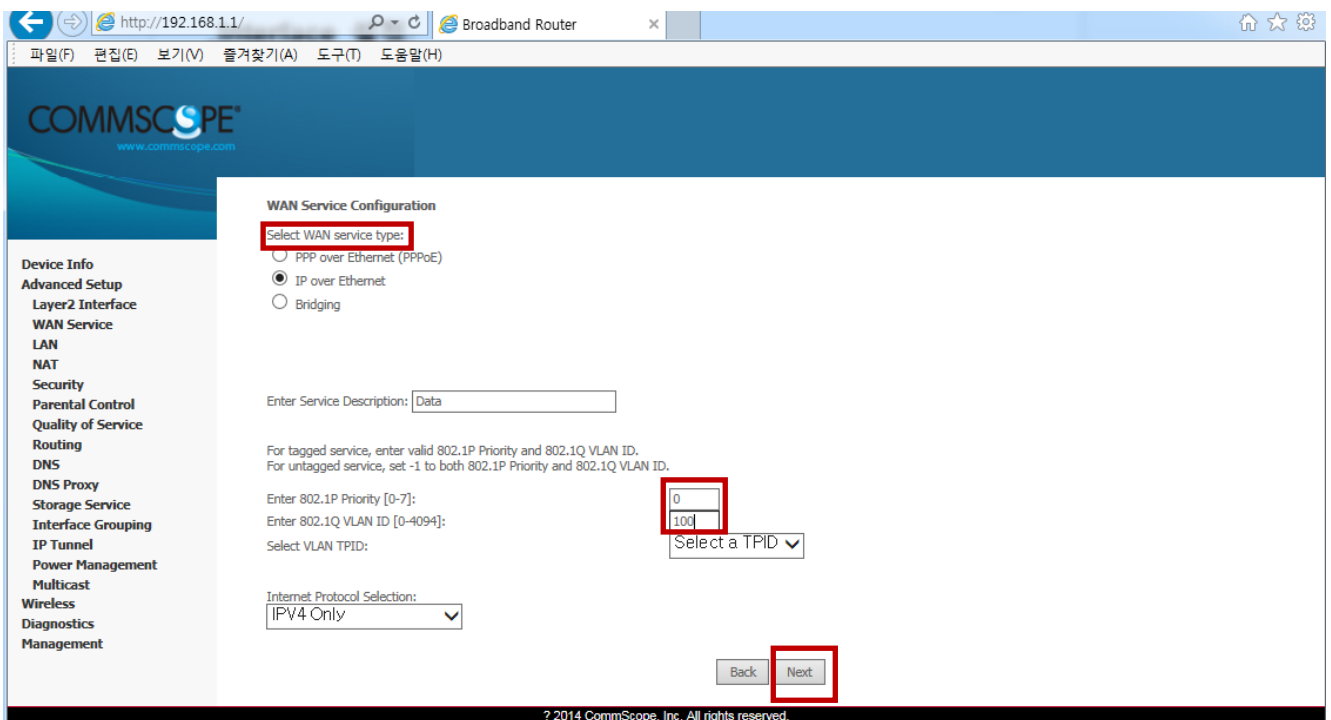 http://192.168.1.1/
Broadband Router
파일(F) 편집(E) 보기(V) 즐겨찾기(A) 도구(T) 도움말(H)
COMMSCOPE®
www.commscope.com
WAN Service Configuration
Select WAN service type:
PPP over Ethernet (PPPoE)
IP over Ethernet
Bridging
Device Info
Advanced Setup
Layer2 Interface
WAN Service
LAN
NAT
Security
Parental Control
Quality of Service
Routing
DNS
DNS Proxy
Storage Service
Interface Grouping
IP Tunnel
Power Management
Multicast
Wireless
Diagnostics
Management
Enter Service Description: Data
For tagged service, enter valid 802.1P Priority and 802.1Q VLAN ID.
For untagged service, set -1 to both 802.1P Priority and 802.1Q VLAN ID.
Enter 802.1P Priority [0-7]: 0
Enter 802.1Q VLAN ID [0-4094]: 100
Select VLAN TPID: Select a TPID
Internet Protocol Selection:
IPV4 Only
Back Next
? 2014 CommScope, Inc. All rights reserved.